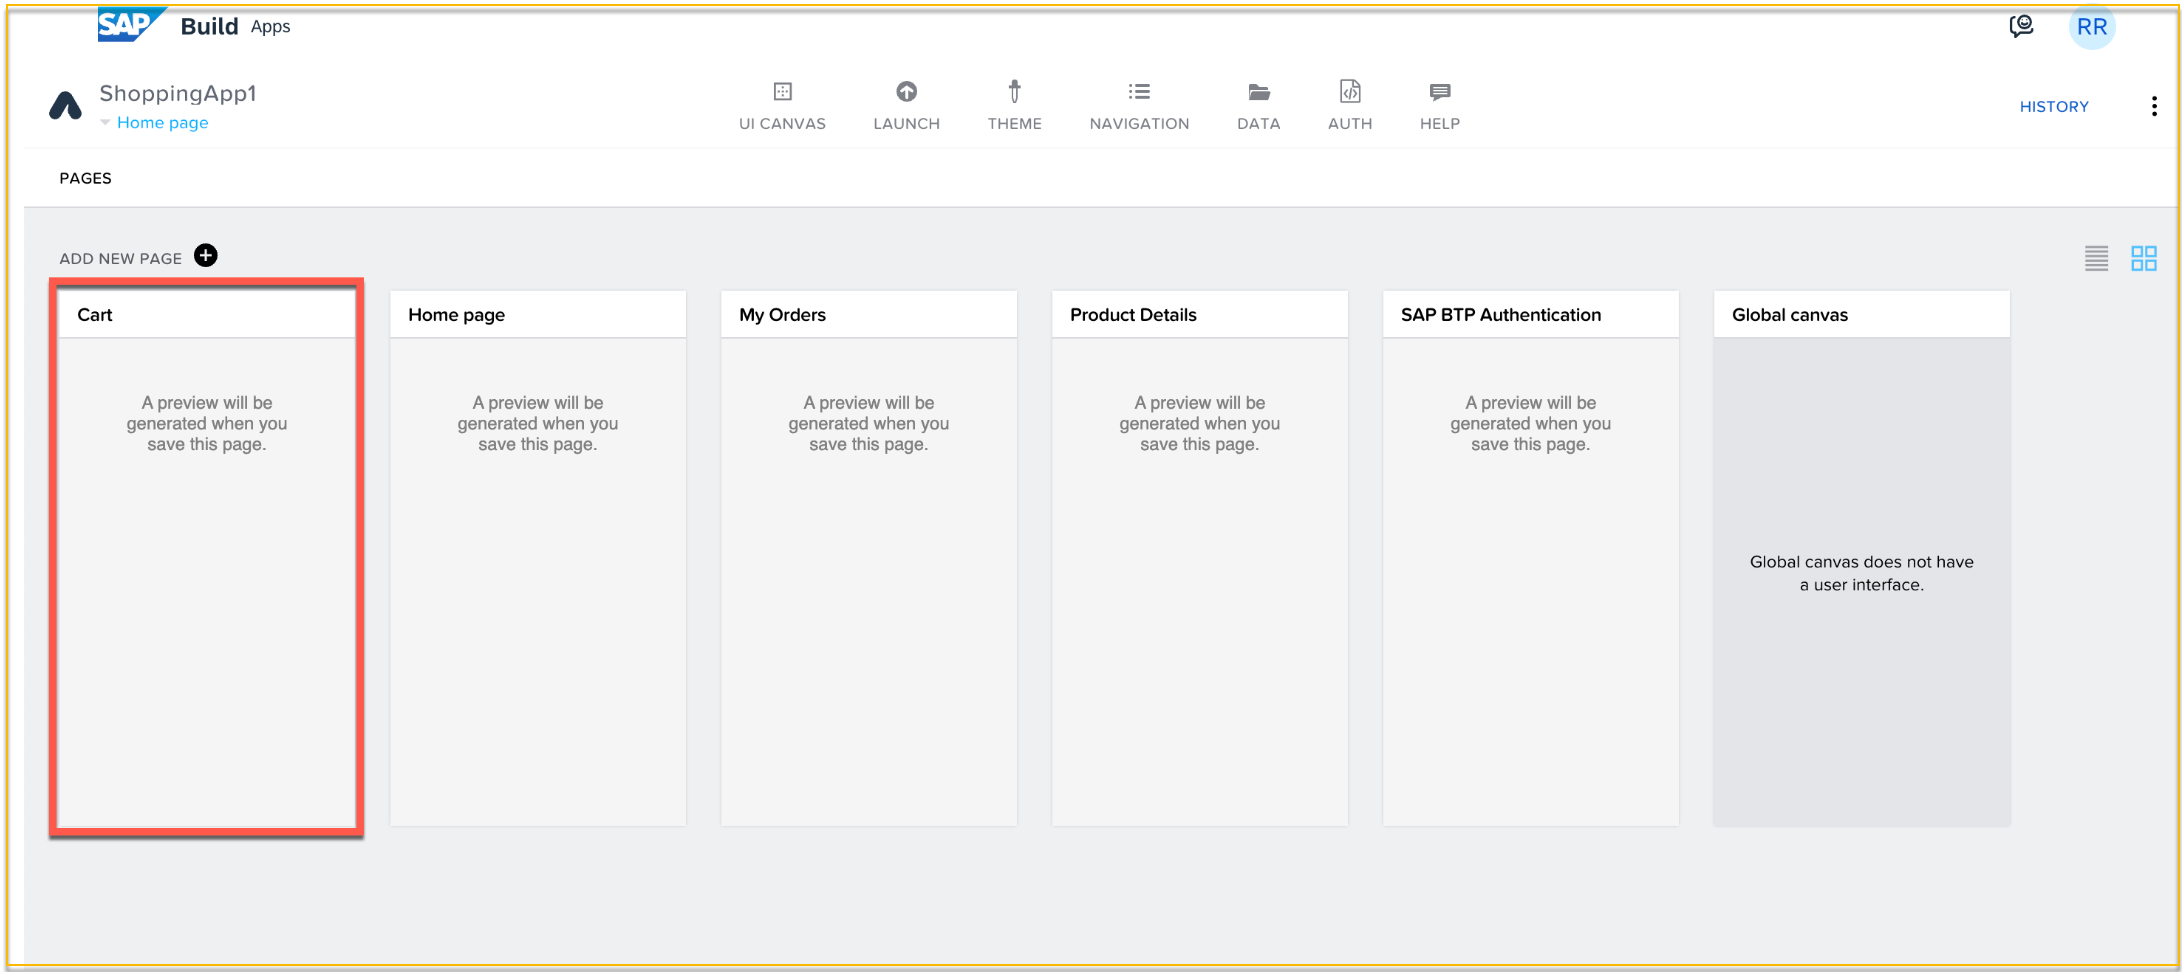 SAP Build Apps
RR
ShoppingApp1
Home page
UI CANVAS
LAUNCH
THEME
NAVIGATION
DATA
AUTH
HELP
HISTORY
PAGES
ADD NEW PAGE
Cart
A preview will be
generated when you
save this page.
Home page
A preview will be
generated when you
save this page.
My Orders
A preview will be
generated when you
save this page.
Product Details
A preview will be
generated when you
save this page.
SAP BTP Authentication
A preview will be
generated when you
save this page.
Global canvas
Global canvas does not have
a user interface.